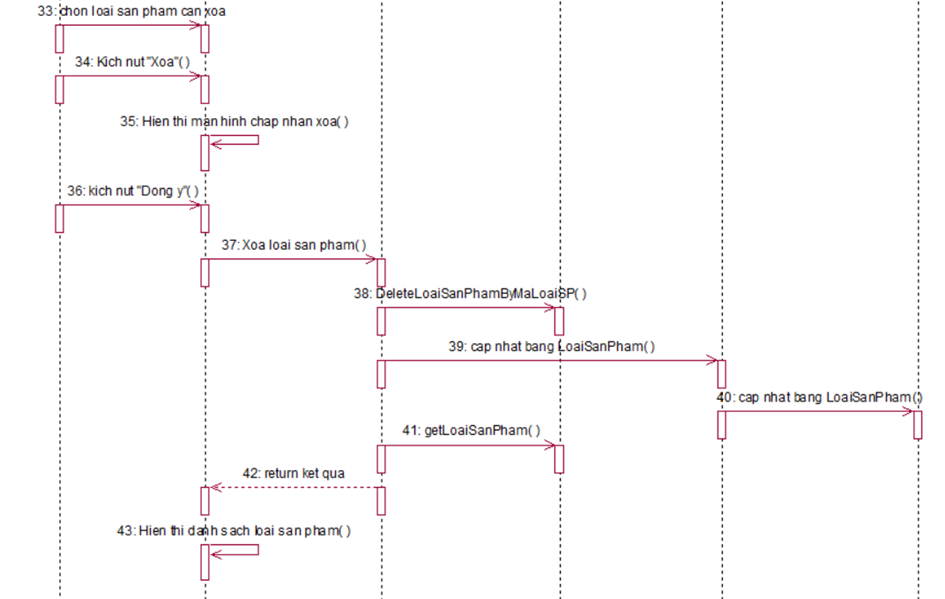 33: chon loai san pham can xoa
34: Kich nut "Xoa"( )
35: Hien thi man hinh chap nhan xoa( )
36: kich nut "Dong y"( )
37: Xoa loai san pham( )
38: DeleteLoaiSanPhamByMaLoaiSP( )
39: cap nhat bang LoaiSanPham( )
40: cap nhat bang LoaiSanPham( )
41: getLoaiSanPham( )
42: return ket qua
43: Hien thi danh sach loai san pham( )